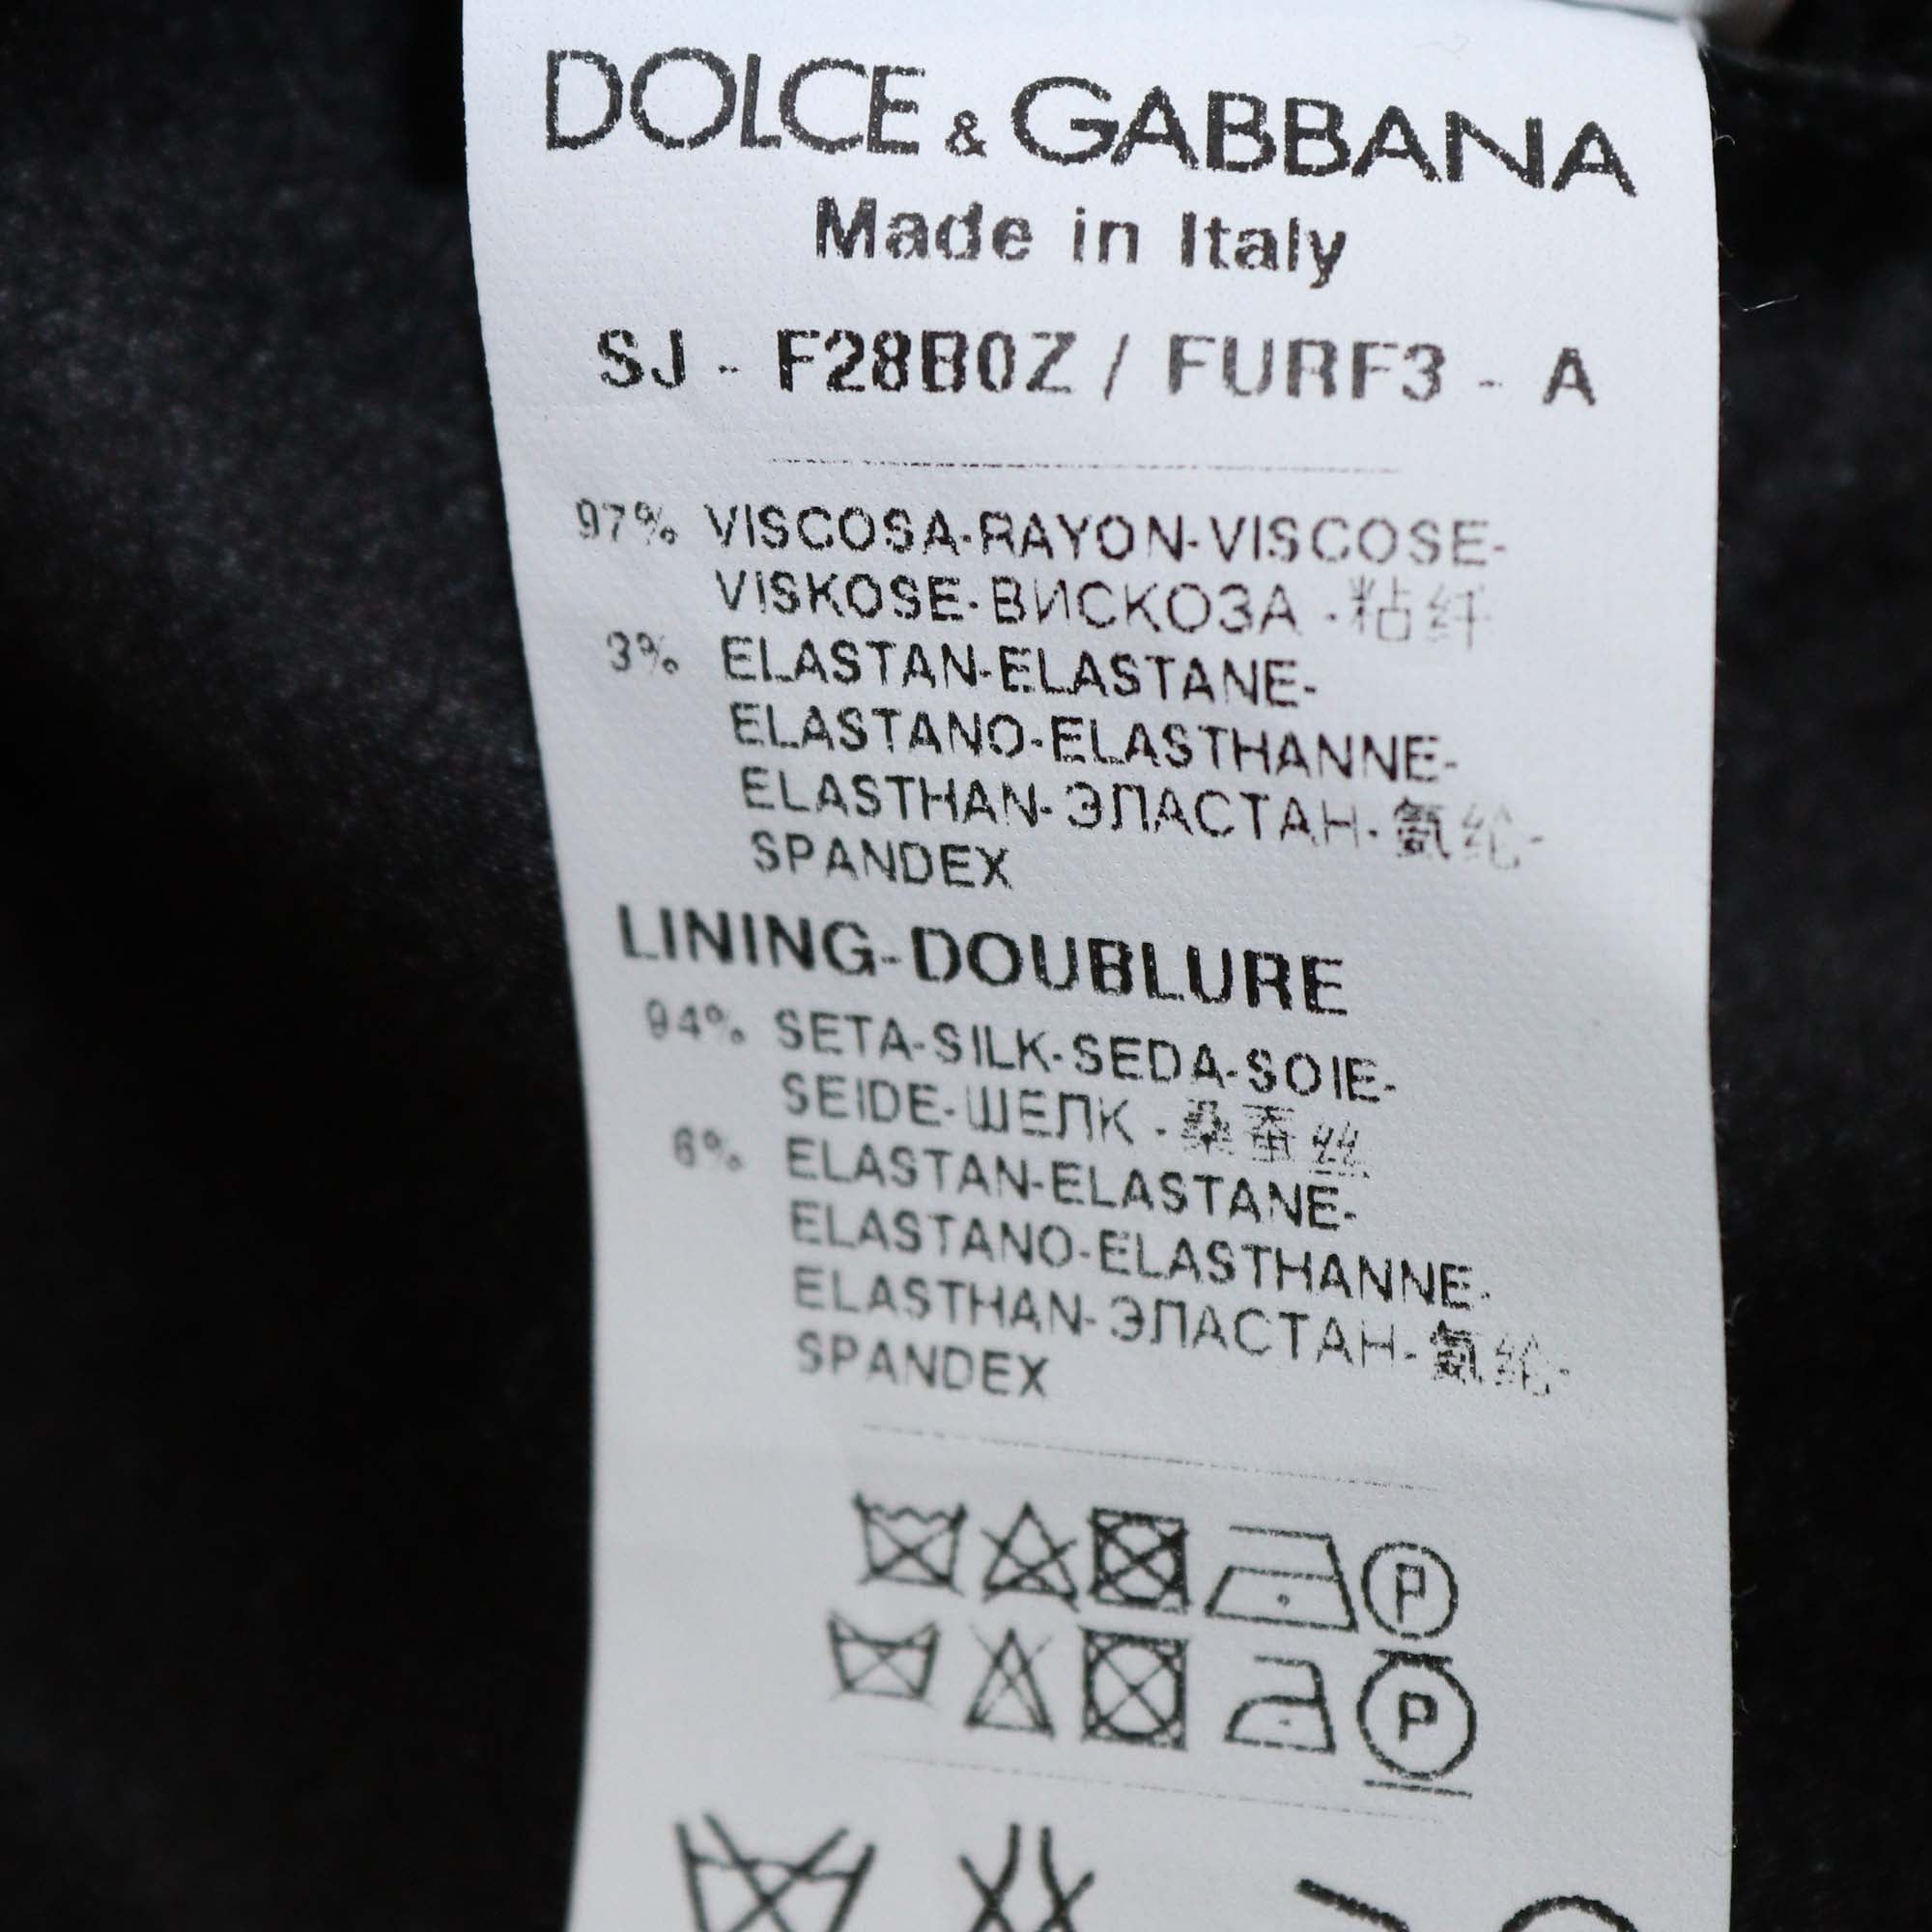 DOLCE & GABBANA
Made in Italy
SJ - F28B0Z / FURF3 - A
97% VISCOSA-RAYON-VISCOSE-
VISKOSE-ВИСКОЗА -粘纤
3% ELASTAN-ELASTANE-
ELASTANO-ELASTHANNE-
ELASTHAN-ЭЛАСТАН-氨纶-
SPANDEX
LINING-DOUBLURE
94% SETA-SILK-SEDA-SOIE-
SEIDE-ШЕЛК -桑蚕丝
6% ELASTAN-ELASTANE-
ELASTANO-ELASTHANNE-
ELASTHAN-ЭЛАСТАН-氨纶-
SPANDEX
P
P